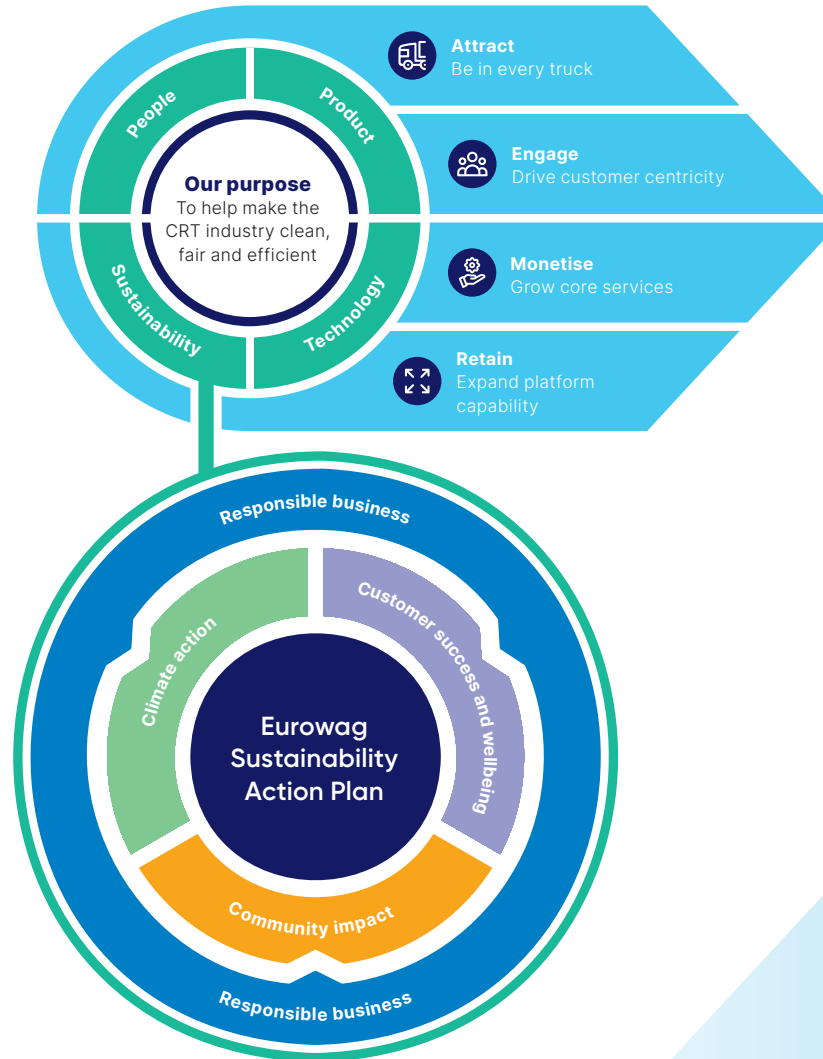 Attract
Be in every truck
Engage
Drive customer centricity
Monetise
Grow core services
Retain
Expand platform
capability
People
Product
Sustainability
Technology
Our purpose
To help make the
CRT industry clean,
fair and efficient
Responsible business
Climate action
Customer success and wellbeing
Eurowag
Sustainability
Action Plan
Community impact
Responsible business